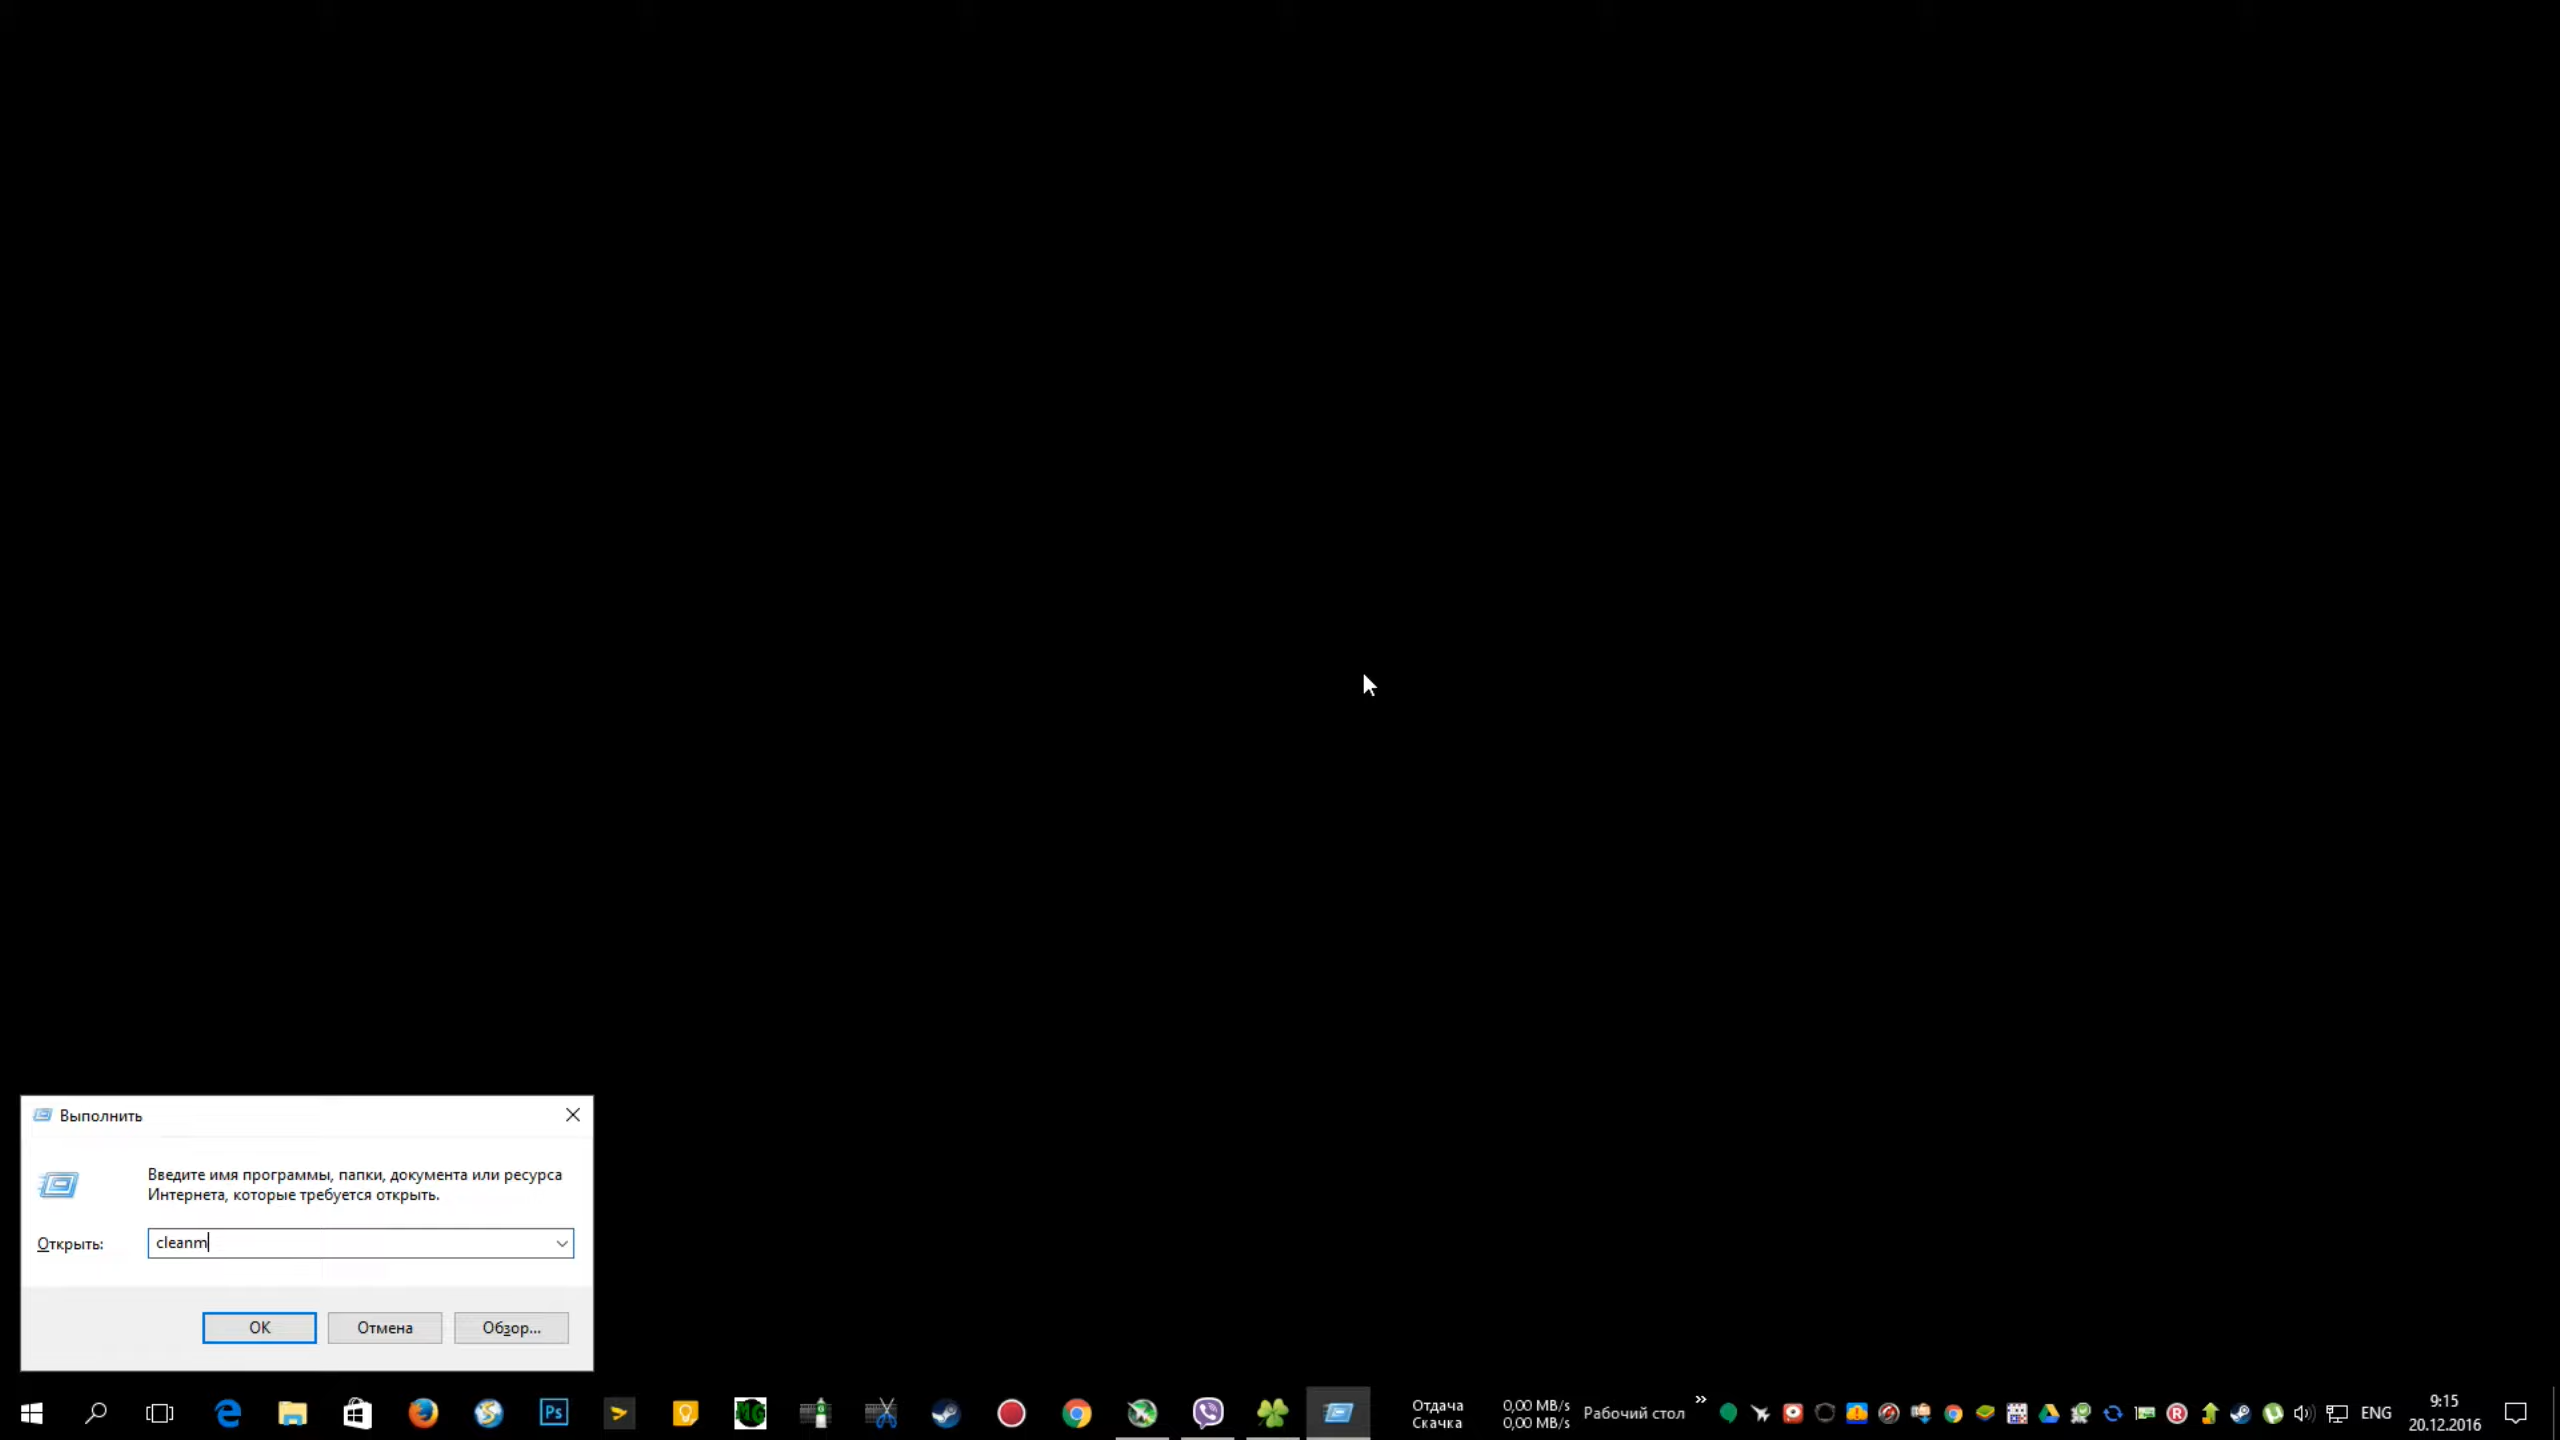 Выполнить
Введите имя программы, папки, документа или ресурса
Интернета, которые требуется открыть.
Открыть:
cleanm
OK
Отмена
Обзор...
Ps
MG
Отдача 0,00 MB/s
Скачка 0,00 MB/s
Рабочий стол
»
R
ENG
9:15
20.12.2016